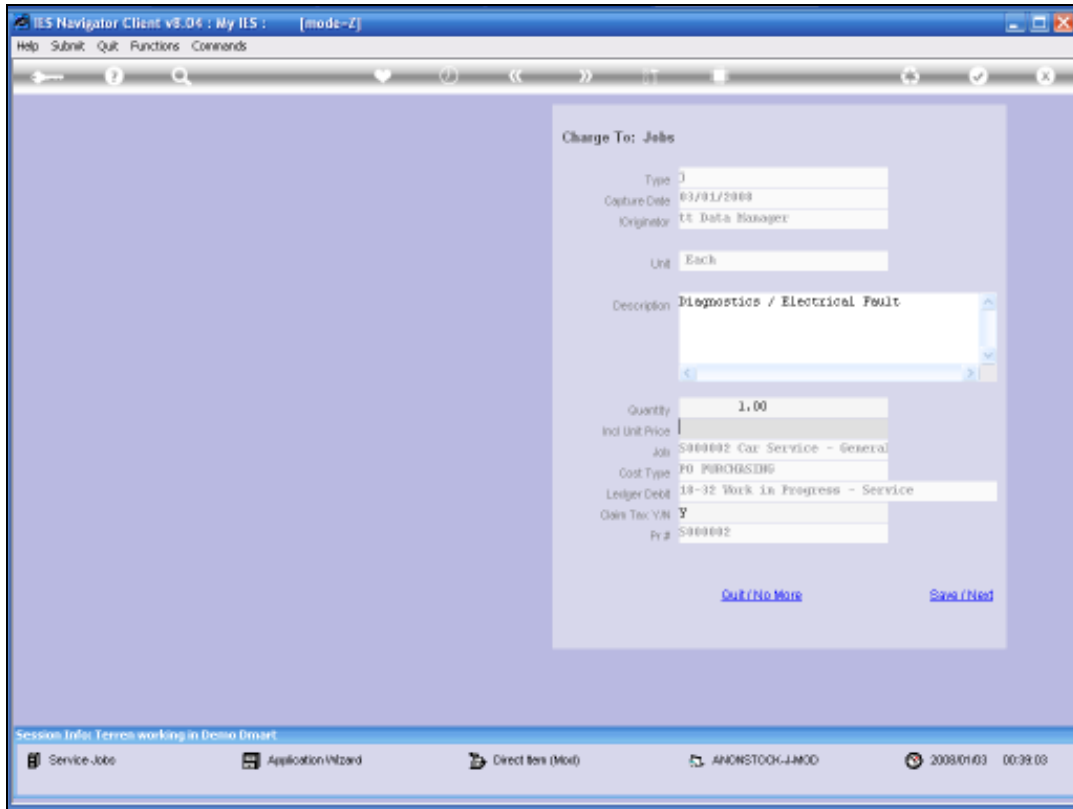 IES Navigator Client v8.04 : My IES : [mode=Z]
Help Submit Quit Functions Commands
Charge To: Jobs
Type J
Capture Date 03/01/2008
!Originator tt Data Manager
Unit Each
Description Diagnostics / Electrical Fault
Quantity 1.00
Incl Unit Price
Job S000002 Car Service - General
Cost Type PO PURCHASING
Ledger Debit 18-32 Work in Progress - Service
Claim Tax Y/N Y
Pr # S000002
Quit / No More Save / Next
Session Info: Terren working in Demo Dmart
Service Jobs Application Wizard Direct Item (Mod) ANONSTOCK-J-MOD 2008/01/03 00:39:03